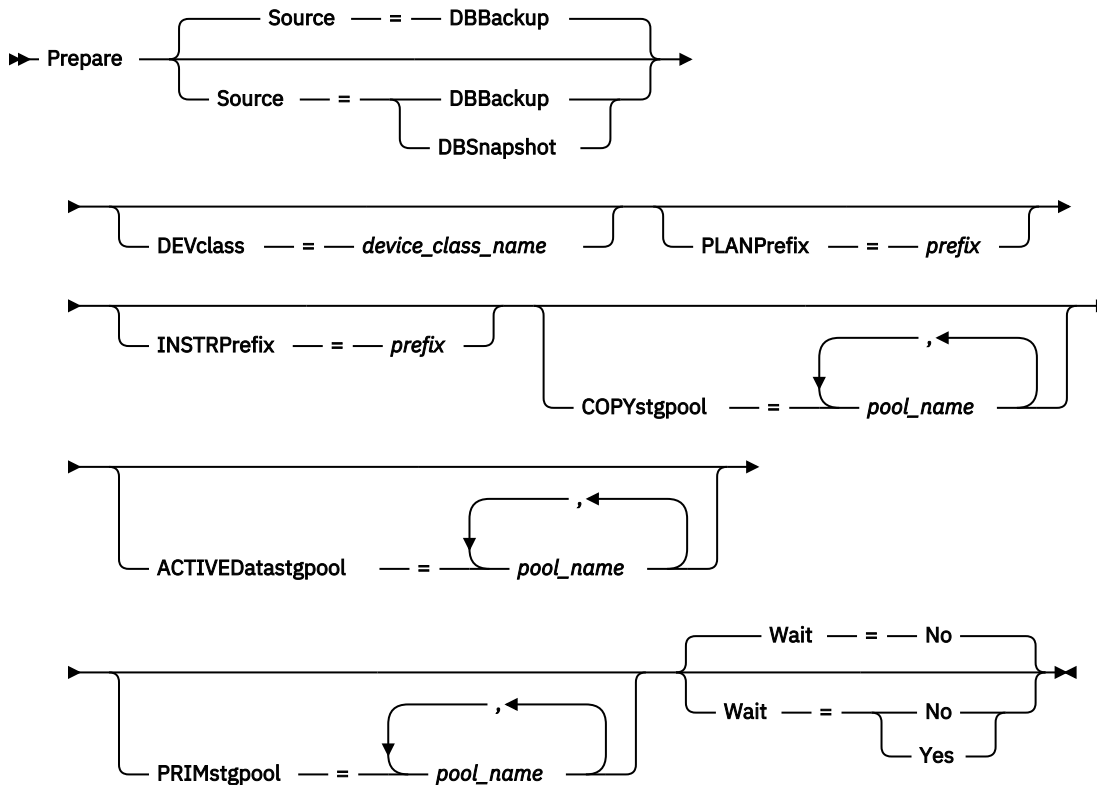 Source = DBBackup
Prepare
Source = DBBackup
DBSnapshot
DEVclass = device_class_name PLANPrefix = prefix
INSTRPrefix = prefix
,
COPYstgpool = pool_name
,
ACTIVEDatastgpool = pool_name
Wait = No
,
Wait = No
Yes
PRIMstgpool = pool_name